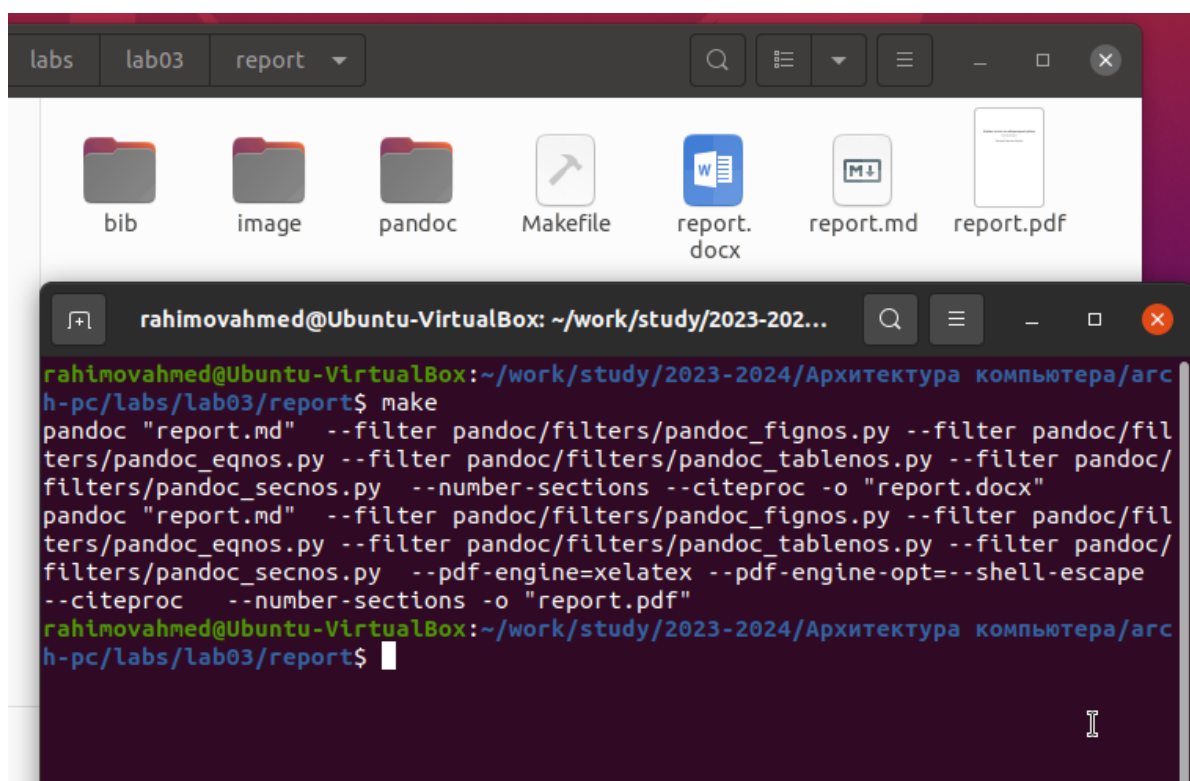 labs lab03 report
bib image pandoc Makefile report. report.md report.pdf
docx
rahimovahmed@Ubuntu-VirtualBox: ~/work/study/2023-202...
rahimovahmed@Ubuntu-VirtualBox:~/work/study/2023-2024/Архитектура компьютера/arc
h-pc/labs/lab03/report$ make
pandoc "report.md"  --filter pandoc/filters/pandoc_fignos.py --filter pandoc/fil
ters/pandoc_eqnos.py --filter pandoc/filters/pandoc_tablenos.py --filter pandoc/
filters/pandoc_secnos.py  --number-sections --citeproc -o "report.docx"
pandoc "report.md"  --filter pandoc/filters/pandoc_fignos.py --filter pandoc/fil
ters/pandoc_eqnos.py --filter pandoc/filters/pandoc_tablenos.py --filter pandoc/
filters/pandoc_secnos.py  --pdf-engine=xelatex --pdf-engine-opt=--shell-escape
--citeproc   --number-sections -o "report.pdf"
rahimovahmed@Ubuntu-VirtualBox:~/work/study/2023-2024/Архитектура компьютера/arc
h-pc/labs/lab03/report$